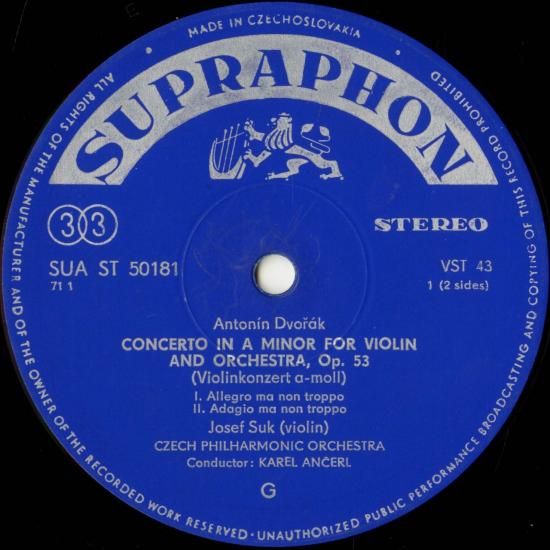 MADE IN CZECHOSLOVAKIA
ALL RIGHTS OF THE MANUFACTURER AND OF THE OWNER OF THE RECORDED WORK RESERVED · UNAUTHORIZED PUBLIC PERFORMANCE BROADCASTING AND COPYING OF THIS RECORD PROHIBITED
SUPRAPHON
33
STEREO
SUA ST 50181
VST 43
71 1
1 (2 sides)
Antonín Dvořák
CONCERTO IN A MINOR FOR VIOLIN
AND ORCHESTRA, Op. 53
(Violinkonzert a-moll)
I. Allegro ma non troppo
II. Adagio ma non troppo
Josef Suk (violin)
CZECH PHILHARMONIC ORCHESTRA
Conductor: KAREL ANČERL
G